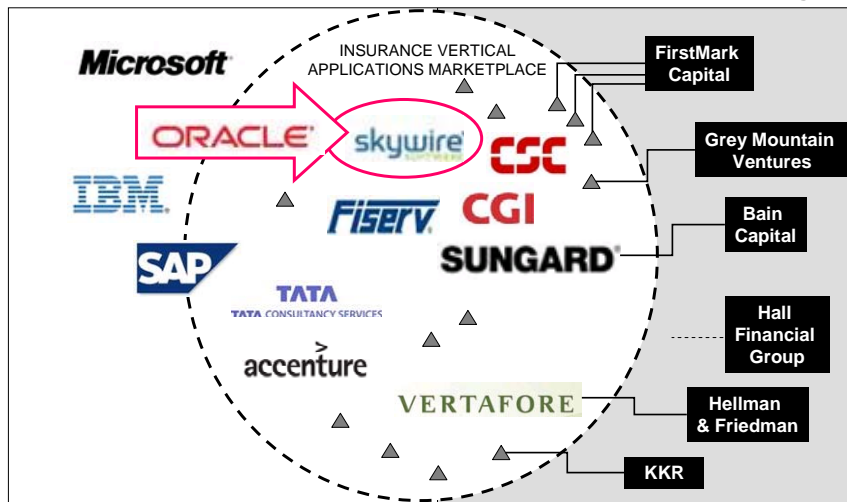 INSURANCE VERTICAL
APPLICATIONS MARKETPLACE
Microsoft
ORACLE
skywire
SOFTWARE
CSC
IBM
Fiserv
CGI
SAP
SUNGARD
TATA
TATA CONSULTANCY SERVICES
accenture
VERTAFORE
FirstMark
Capital
Grey Mountain
Ventures
Bain
Capital
Hall
Financial
Group
Hellman
& Friedman
KKR